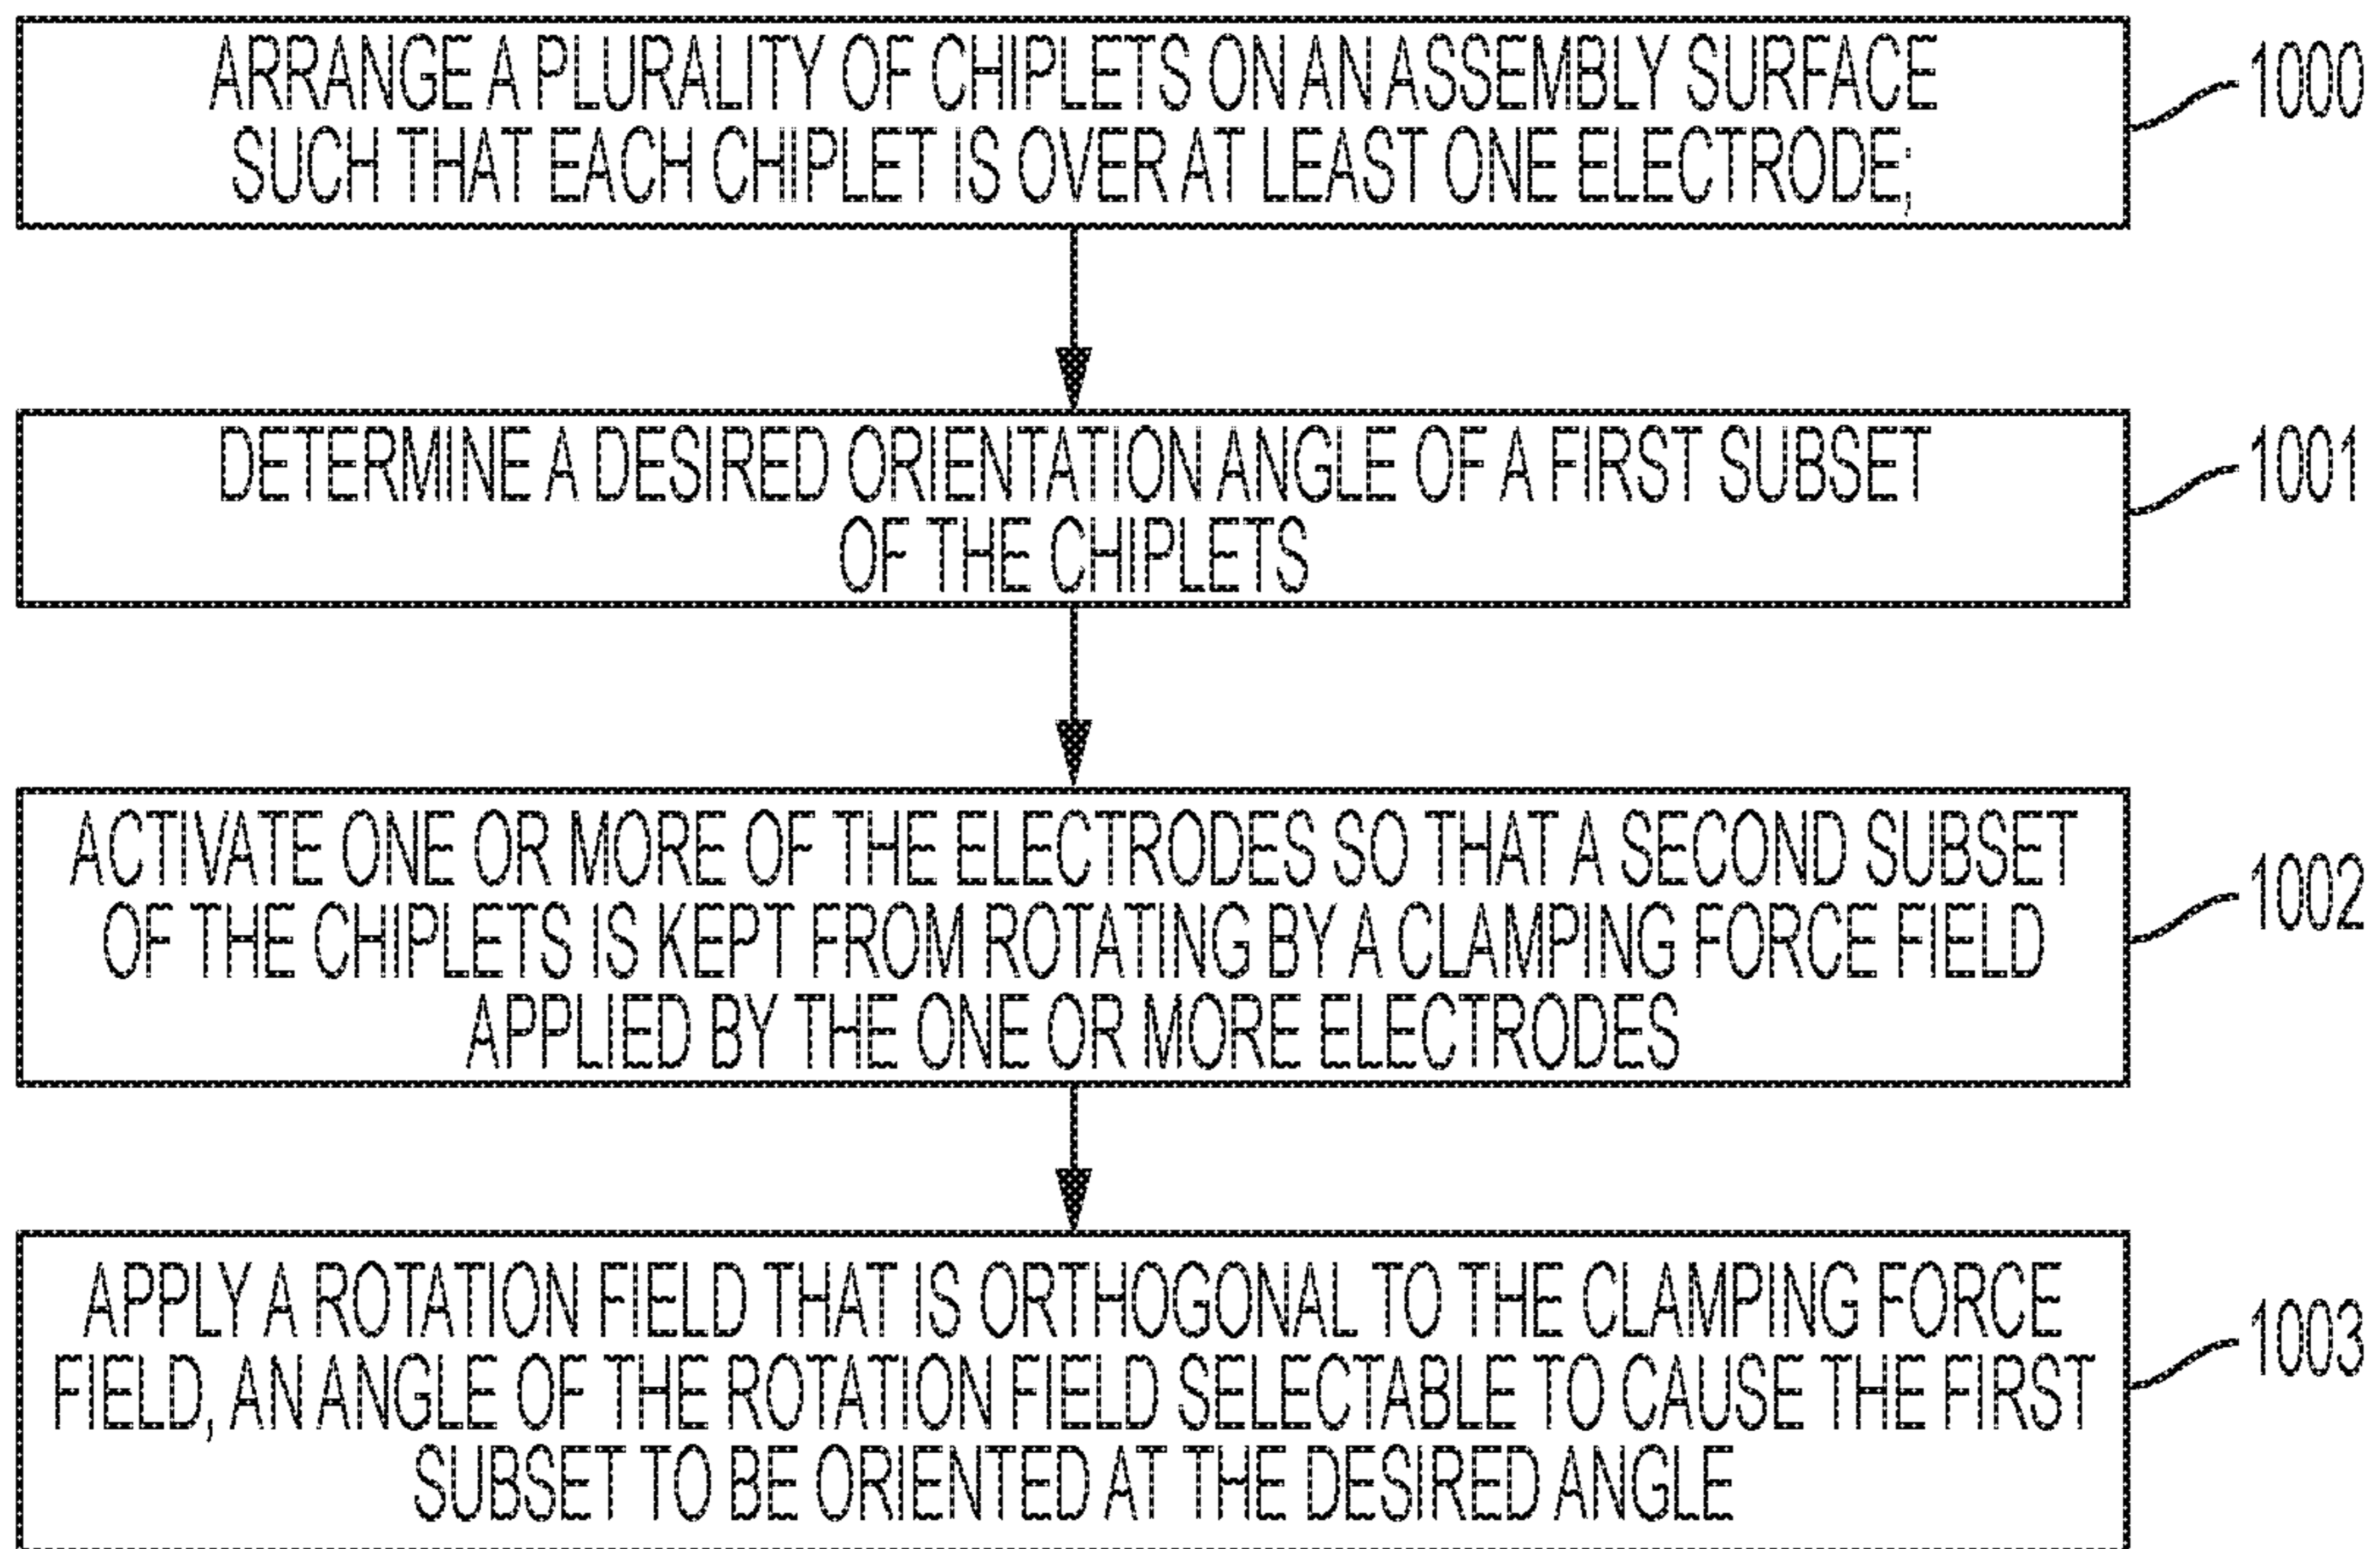 ARRANGE A PLURALITY OF CHIPLETS ON AN ASSEMBLY SURFACE
SUCH THAT EACH CHIPLET IS OVER AT LEAST ONE ELECTRODE;
1000
DETERMINE A DESIRED ORIENTATION ANGLE OF A FIRST SUBSET
OF THE CHIPLETS
1001
ACTIVATE ONE OR MORE OF THE ELECTRODES SO THAT A SECOND SUBSET
OF THE CHIPLETS IS KEPT FROM ROTATING BY A CLAMPING FORCE FIELD
APPLIED BY THE ONE OR MORE ELECTRODES
1002
APPLY A ROTATION FIELD THAT IS ORTHOGONAL TO THE CLAMPING FORCE
FIELD, AN ANGLE OF THE ROTATION FIELD SELECTABLE TO CAUSE THE FIRST
SUBSET TO BE ORIENTED AT THE DESIRED ANGLE
1003